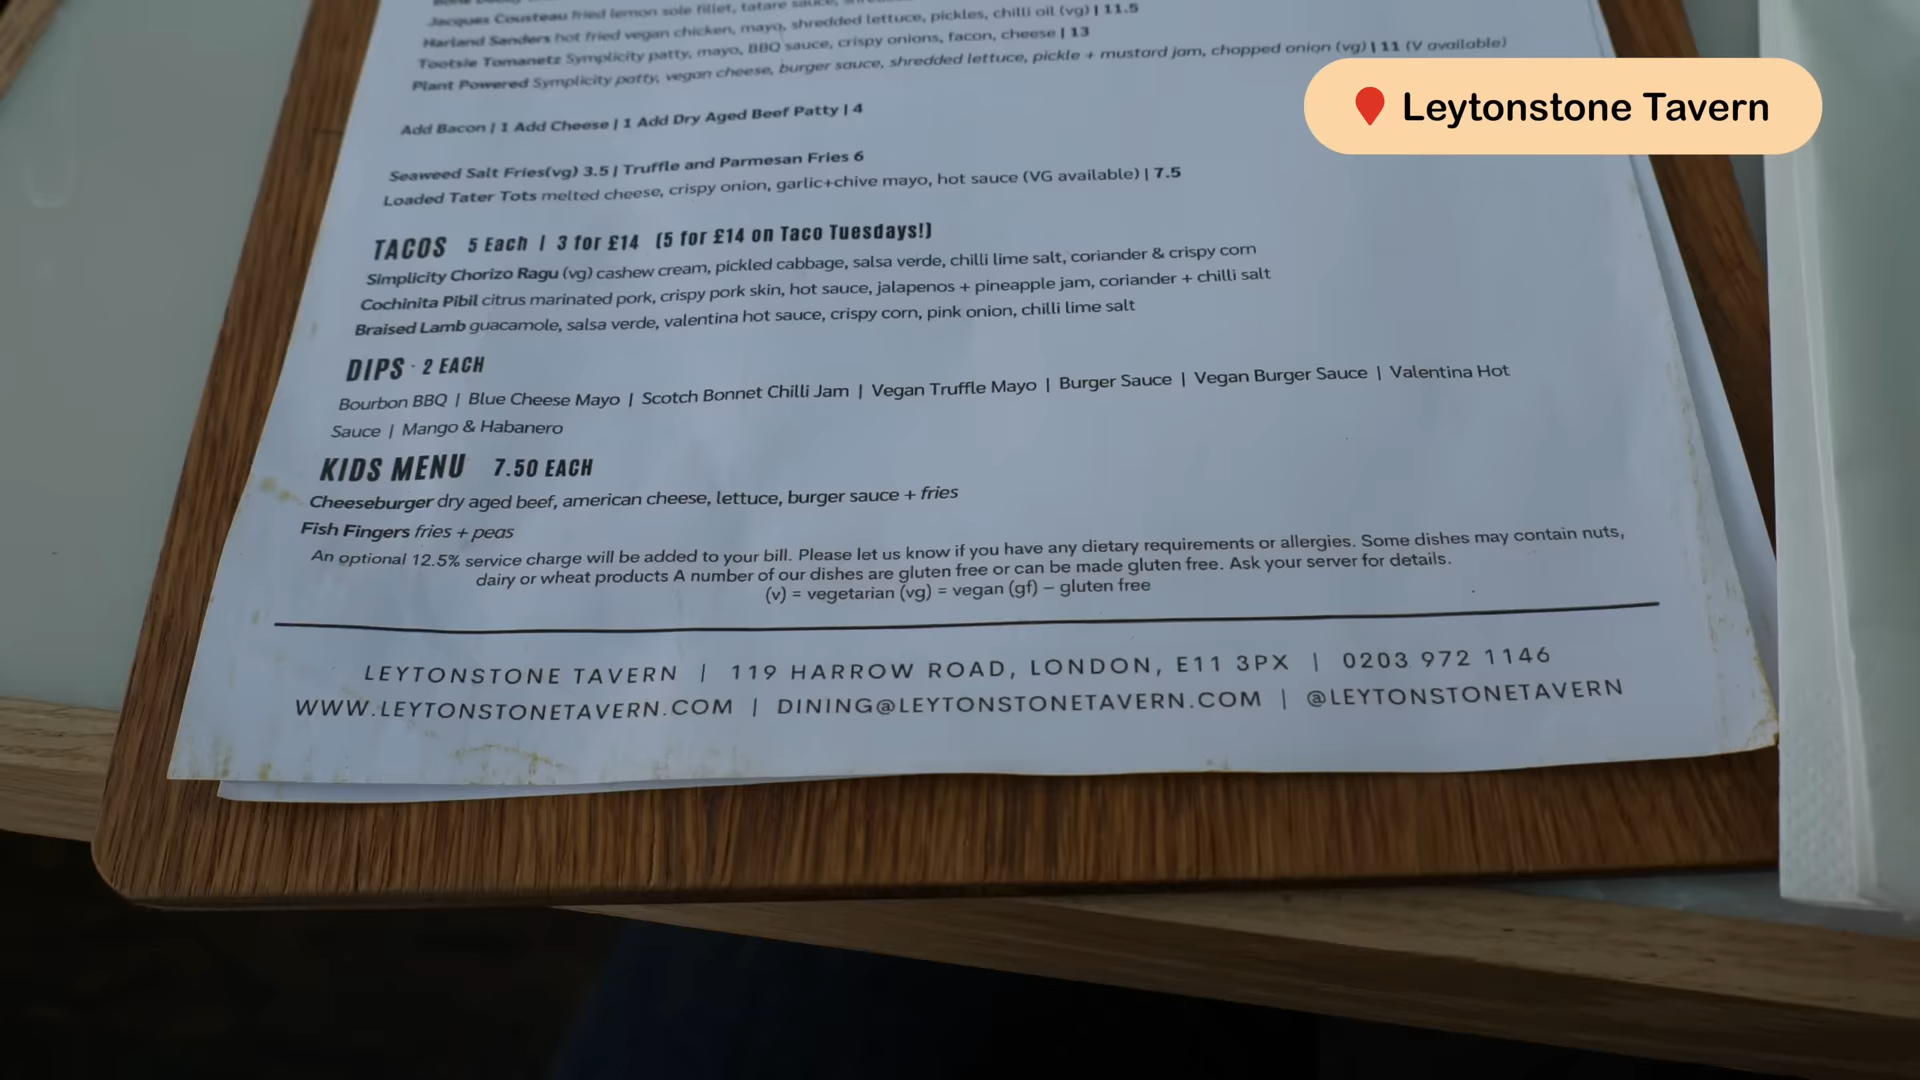 Jacques Cousteau fried lemon sole fillet, tatare sauce,
Harland Sanders hot fried vegan chicken, mayo, shredded lettuce, pickles, chilli oil (vg) | 11.5
Tootsie Tomanetz Symplicity patty, mayo, BBQ sauce, crispy onions, facon, cheese | 13
Plant Powered Symplicity patty, vegan cheese, burger sauce, shredded lettuce, pickle + mustard jam, chopped onion (vg) | 11 (V available)
Add Bacon | 1 Add Cheese | 1 Add Dry Aged Beef Patty | 4
Seaweed Salt Fries(vg) 3.5 | Truffle and Parmesan Fries 6
Loaded Tater Tots melted cheese, crispy onion, garlic+chive mayo, hot sauce (VG available) | 7.5
TACOS 5 Each | 3 for £14 (5 for £14 on Taco Tuesdays!)
Simplicity Chorizo Ragu (vg) cashew cream, pickled cabbage, salsa verde, chilli lime salt, coriander & crispy corn
Cochinita Pibil citrus marinated pork, crispy pork skin, hot sauce, jalapenos + pineapple jam, coriander + chilli salt
Braised Lamb guacamole, salsa verde, valentina hot sauce, crispy corn, pink onion, chilli lime salt
DIPS - 2 EACH
Bourbon BBQ | Blue Cheese Mayo | Scotch Bonnet Chilli Jam | Vegan Truffle Mayo | Burger Sauce | Vegan Burger Sauce | Valentina Hot
Sauce | Mango & Habanero
KIDS MENU 7.50 EACH
Cheeseburger dry aged beef, american cheese, lettuce, burger sauce + fries
Fish Fingers fries + peas
An optional 12.5% service charge will be added to your bill. Please let us know if you have any dietary requirements or allergies. Some dishes may contain nuts,
dairy or wheat products A number of our dishes are gluten free or can be made gluten free. Ask your server for details.
(v) = vegetarian (vg) = vegan (gf) – gluten free
LEYTONSTONE TAVERN | 119 HARROW ROAD, LONDON, E11 3PX | 0203 972 1146
WWW.LEYTONSTONETAVERN.COM | DINING@LEYTONSTONETAVERN.COM | @LEYTONSTONETAVERN
Leytonstone Tavern